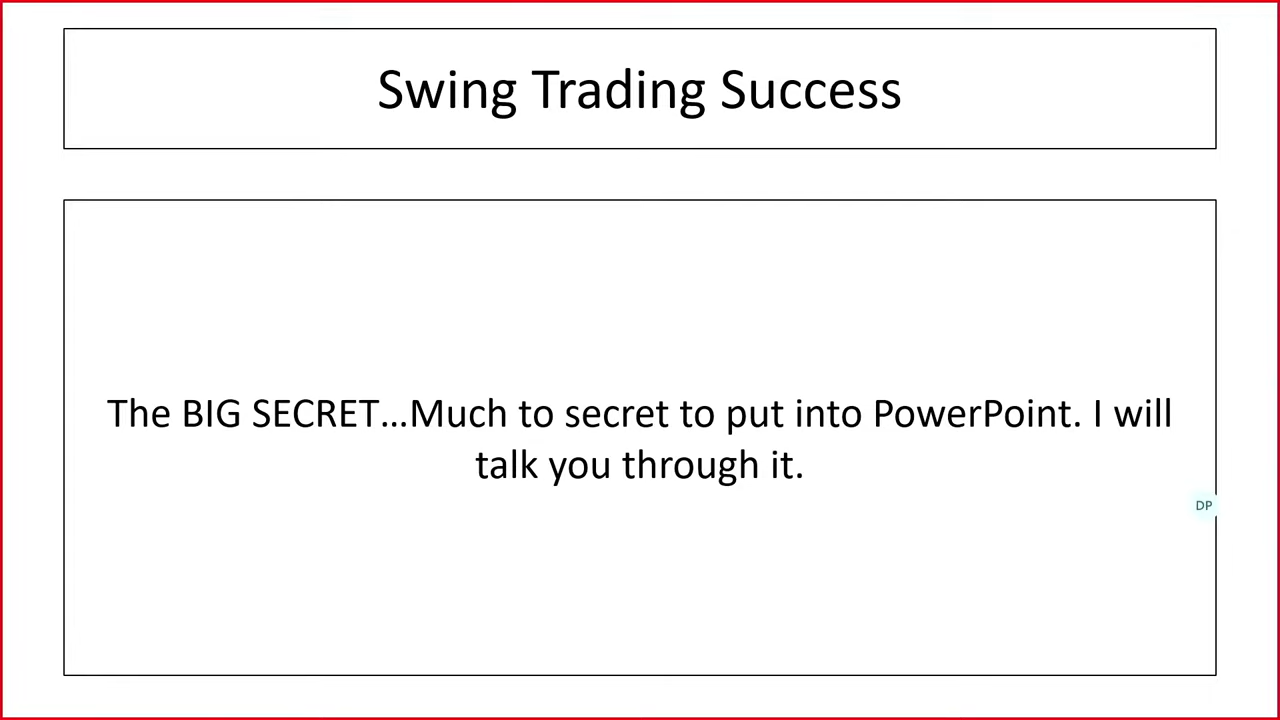 Swing Trading Success
The BIG SECRET…Much to secret to put into PowerPoint. I will
talk you through it.
DP